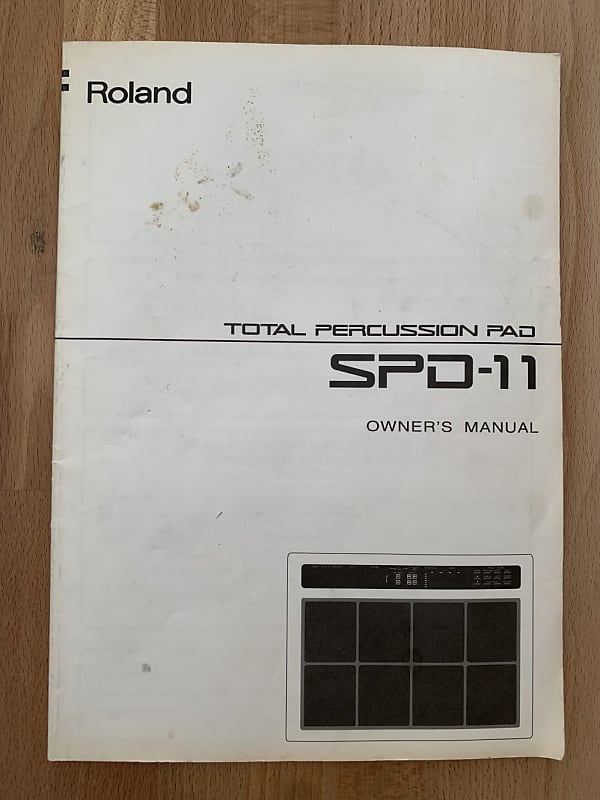 Roland
TOTAL PERCUSSION PAD
SPD-11
OWNER'S MANUAL